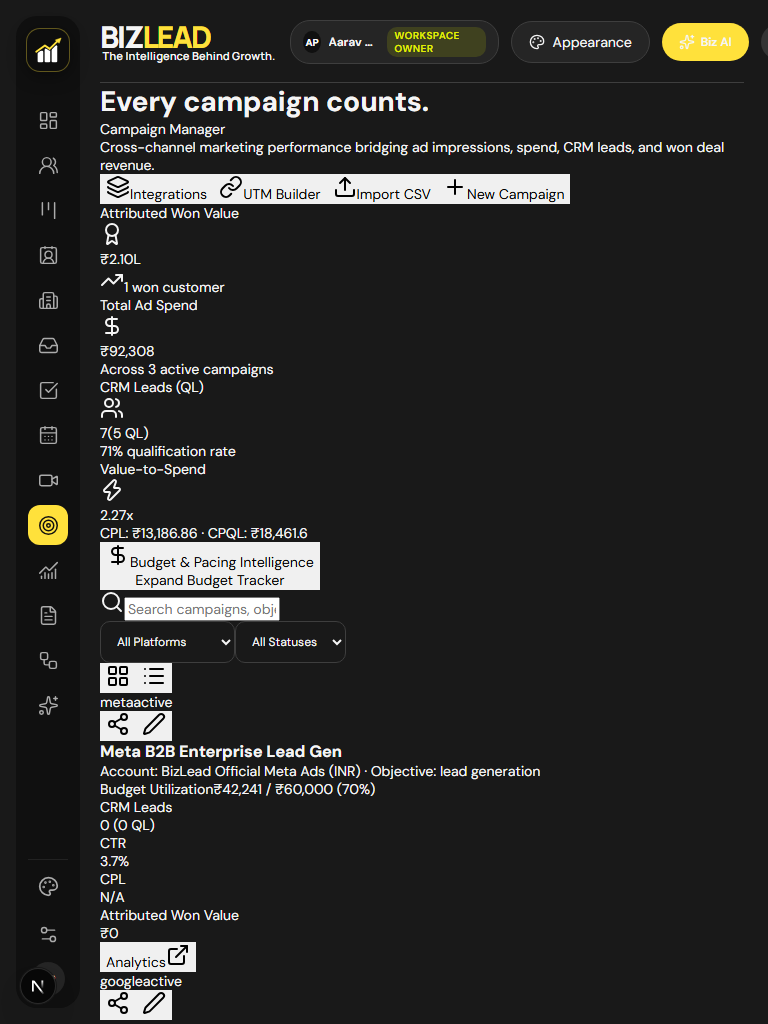 BIZLEAD
The Intelligence Behind Growth.
AP Aarav ... WORKSPACE OWNER
Appearance
Biz AI
Every campaign counts.
Campaign Manager
Cross-channel marketing performance bridging ad impressions, spend, CRM leads, and won deal
revenue.
Integrations UTM Builder Import CSV New Campaign
Attributed Won Value
₹2.10L
1 won customer
Total Ad Spend
₹92,308
Across 3 active campaigns
CRM Leads (QL)
7(5 QL)
71% qualification rate
Value-to-Spend
2.27x
CPL: ₹13,186.86 · CPQL: ₹18,461.6
Budget & Pacing Intelligence
Expand Budget Tracker
Search campaigns, obj
All Platforms All Statuses
metaactive
Meta B2B Enterprise Lead Gen
Account: BizLead Official Meta Ads (INR) · Objective: lead generation
Budget Utilization₹42,241 / ₹60,000 (70%)
CRM Leads
0 (0 QL)
CTR
3.7%
CPL
N/A
Attributed Won Value
₹0
Analytics
googleactive
N